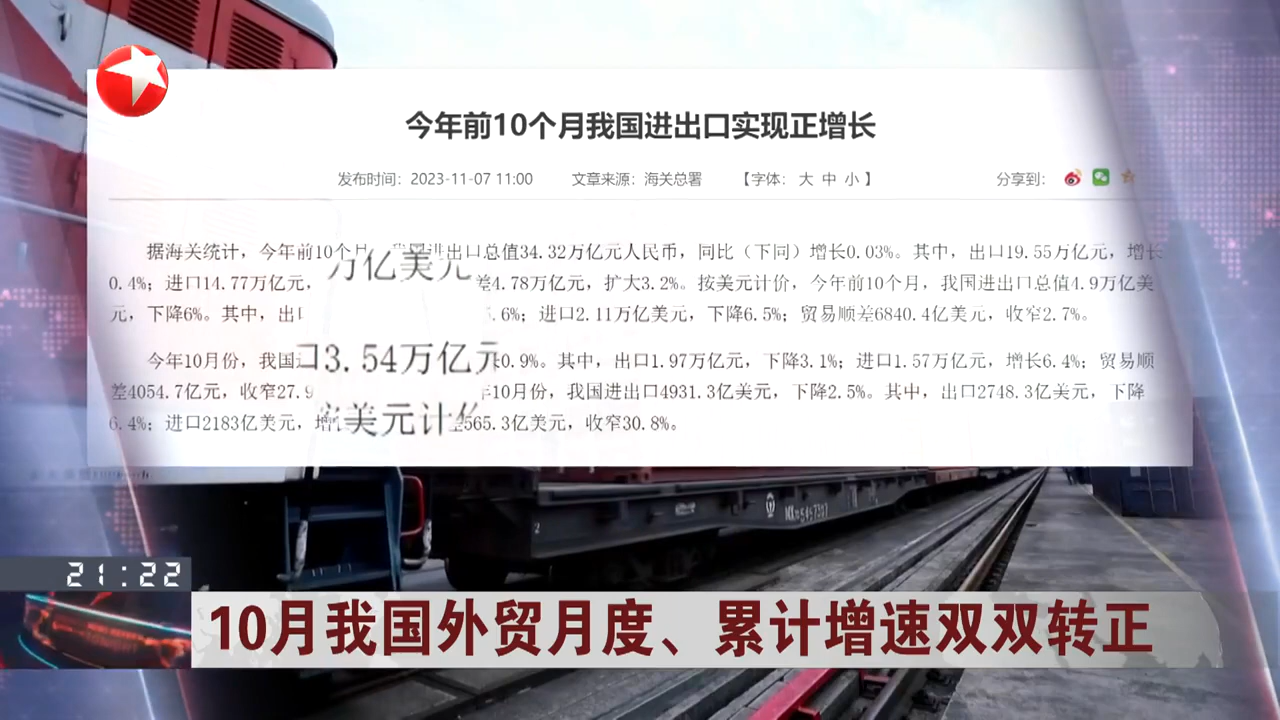 今年前10个月我国进出口实现正增长
发布时间：2023-11-07 11:00 文章来源：海关总署 【字体： 大 中 小 】 分享到：
据海关统计，今年前10个月 我国进出口总值34.32万亿元人民币，同比（下同）增长0.03%。其中，出口19.55万亿元，增长
万亿美元
0.4%；进口14.77万亿元， 差4.78万亿元，扩大3.2%。按美元计价，今年前10个月，我国进出口总值4.9万亿美
元，下降6%。其中，出口 5.6%；进口2.11万亿美元，下降6.5%；贸易顺差6840.4亿美元，收窄2.7%。
口3.54万亿元
今年10月份，我国 0.9%。其中，出口1.97万亿元，下降3.1%；进口1.57万亿元，增长6.4%；贸易顺
差4054.7亿元，收窄27.9 年10月份，我国进出口4931.3亿美元，下降2.5%。其中，出口2748.3亿美元，下降
按美元计价
6.4%；进口2183亿美元，增 565.3亿美元，收窄30.8%。
21:22
10月我国外贸月度、累计增速双双转正